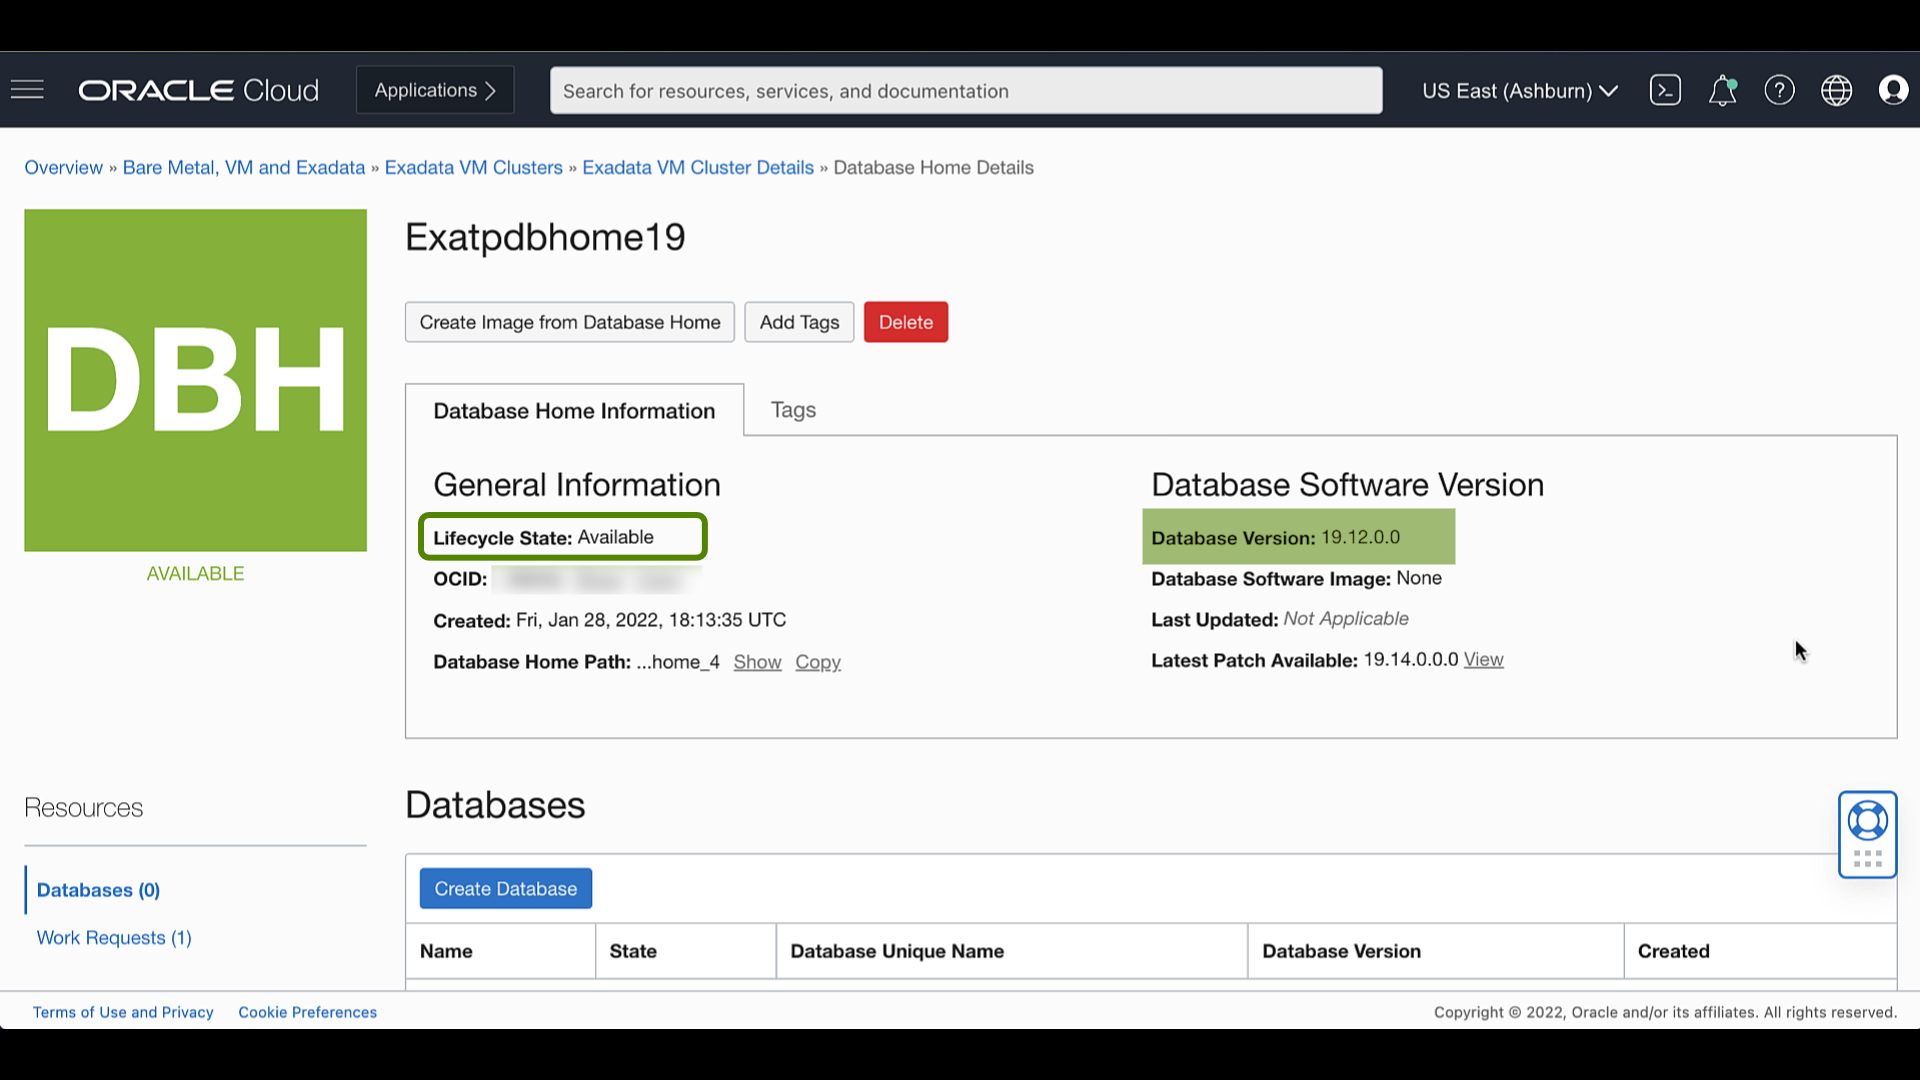 ORACLE Cloud
Applications
Search for resources, services, and documentation
US East (Ashburn)
Overview » Bare Metal, VM and Exadata » Exadata VM Clusters » Exadata VM Cluster Details » Database Home Details
DBH
AVAILABLE
Exatpdbhome19
Create Image from Database Home
Add Tags
Delete
Database Home Information
Tags
General Information
Lifecycle State: Available
OCID:
Created: Fri, Jan 28, 2022, 18:13:35 UTC
Database Home Path: ...home_4 Show Copy
Database Software Version
Database Version: 19.12.0.0
Database Software Image: None
Last Updated: Not Applicable
Latest Patch Available: 19.14.0.0.0 View
Resources
Databases (0)
Work Requests (1)
Databases
Create Database
Name State Database Unique Name Database Version Created
Terms of Use and Privacy Cookie Preferences
Copyright © 2022, Oracle and/or its affiliates. All rights reserved.